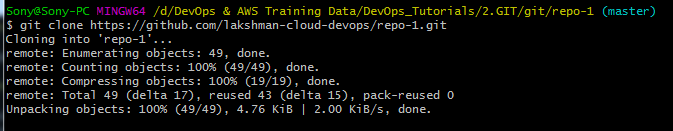 Sony@Sony-PC MINGW64 /d/DevOps & AWS Training Data/DevOps_Tutorials/2.GIT/git/repo-1 (master)
$ git clone https://github.com/lakshman-cloud-devops/repo-1.git
Cloning into 'repo-1'...
remote: Enumerating objects: 49, done.
remote: Counting objects: 100% (49/49), done.
remote: Compressing objects: 100% (19/19), done.
remote: Total 49 (delta 17), reused 43 (delta 15), pack-reused 0
Unpacking objects: 100% (49/49), 4.76 KiB | 2.00 KiB/s, done.